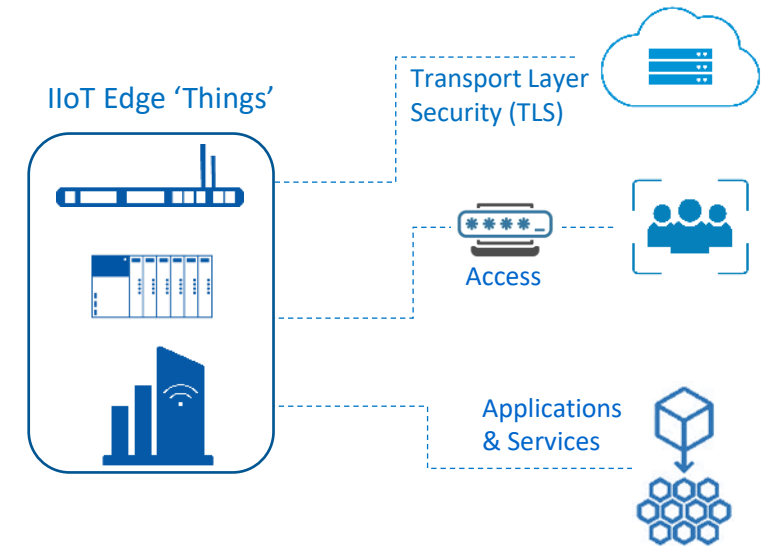 IIoT Edge ‘Things’
Transport Layer
Security (TLS)
****_
Access
Applications
& Services